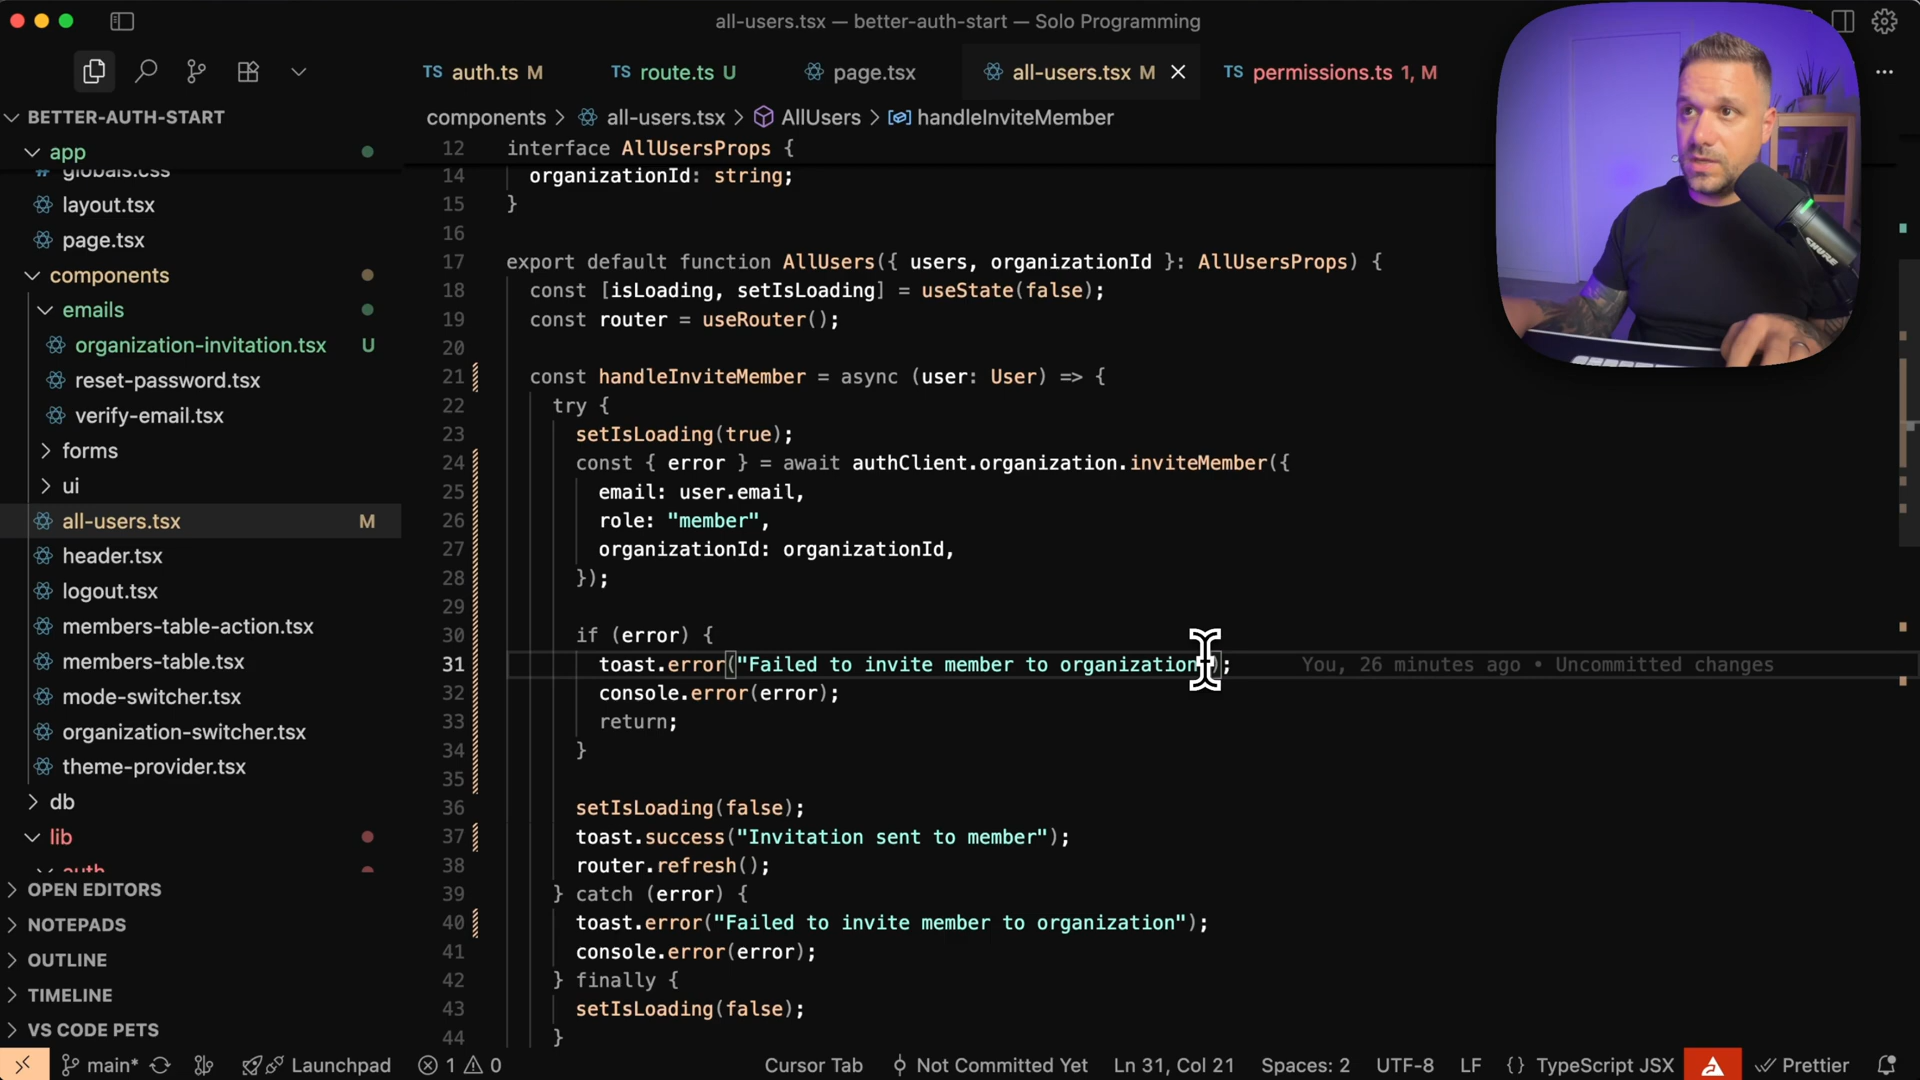 all-users.tsx — better-auth-start — Solo Programming
auth.ts M
route.ts U
page.tsx
all-users.tsx M
permissions.ts 1, M
BETTER-AUTH-START
components > all-users.tsx > AllUsers > handleInviteMember
app
globals.css
layout.tsx
page.tsx
components
emails
organization-invitation.tsx U
reset-password.tsx
verify-email.tsx
forms
ui
all-users.tsx M
header.tsx
logout.tsx
members-table-action.tsx
members-table.tsx
mode-switcher.tsx
organization-switcher.tsx
theme-provider.tsx
db
lib
auth
OPEN EDITORS
NOTEPADS
OUTLINE
TIMELINE
VS CODE PETS
12 interface AllUsersProps {
14 organizationId: string;
15 }
16
17 export default function AllUsers({ users, organizationId }: AllUsersProps) {
18 const [isLoading, setIsLoading] = useState(false);
19 const router = useRouter();
20
21 const handleInviteMember = async (user: User) => {
22 try {
23 setIsLoading(true);
24 const { error } = await authClient.organization.inviteMember({
25 email: user.email,
26 role: "member",
27 organizationId: organizationId,
28 });
29
30 if (error) {
31 toast.error("Failed to invite member to organization"); You, 26 minutes ago • Uncommitted changes
32 console.error(error);
33 return;
34 }
35
36 setIsLoading(false);
37 toast.success("Invitation sent to member");
38 router.refresh();
39 } catch (error) {
40 toast.error("Failed to invite member to organization");
41 console.error(error);
42 } finally {
43 setIsLoading(false);
44 }
main* Launchpad 1 0 Cursor Tab Not Committed Yet Ln 31, Col 21 Spaces: 2 UTF-8 LF {} TypeScript JSX Prettier
SHURE